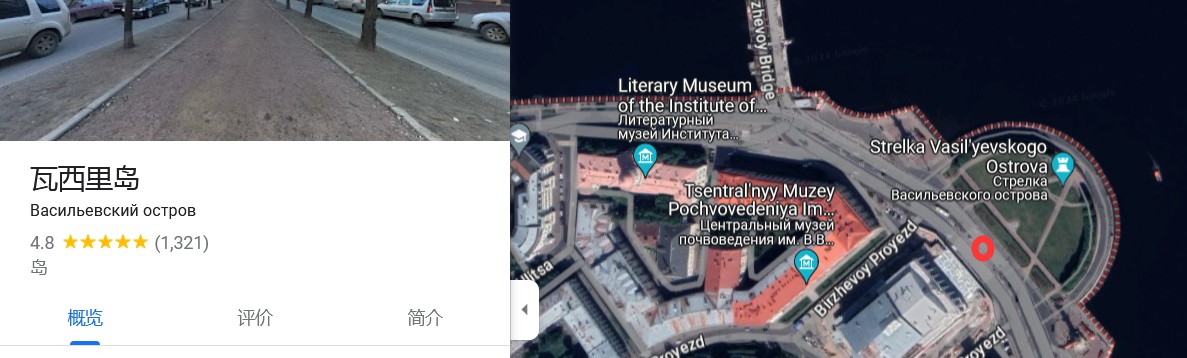 瓦西里岛
Васильевский остров
4.8 ★★★★★ (1,321)
岛
概览
评价
简介
zhevoy Bridge
Literary Museum
of the Institute of...
Литературный
музей Института...
Strelka Vasil'yevskogo
Ostrova
Стрелка
Васильевского острова
Tsentral'nyy Muzey
Pochvovedeniya Im...
Центральный музей
почвоведения им. В.В...
Birzhevoy Proyezd
litsa
Proyezd
Proyezd